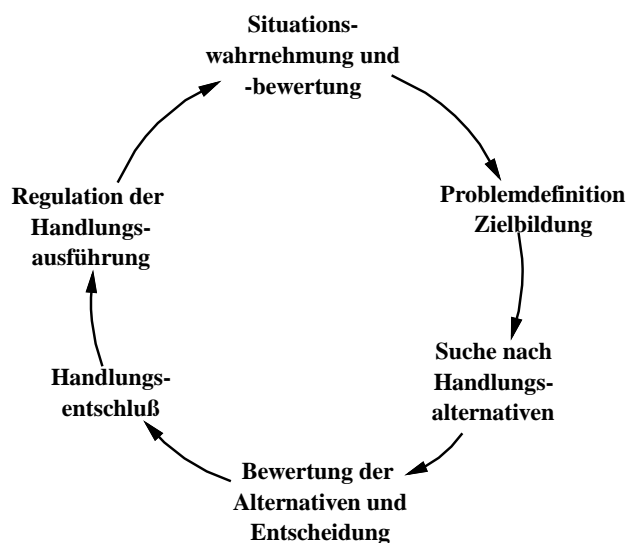 Situations-
wahrnehmung und
-bewertung
Problemdefinition
Zielbildung
Suche nach
Handlungs-
alternativen
Bewertung der
Alternativen und
Entscheidung
Handlungs-
entschluß
Regulation der
Handlungs-
ausführung